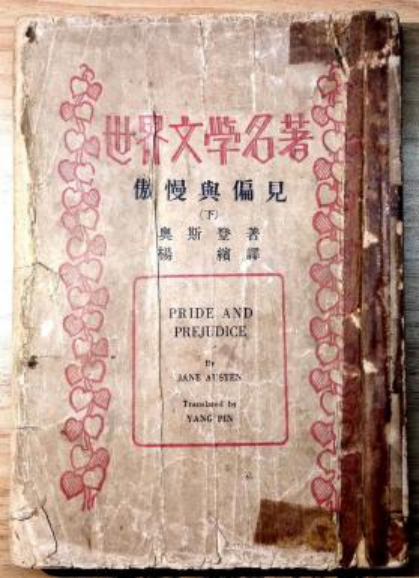 世界文學名著
傲慢與偏見
(下)
奧斯登著
楊繽譯
PRIDE AND
PREJUDICE
By
JANE AUSTEN
Translated by
YANG PIN